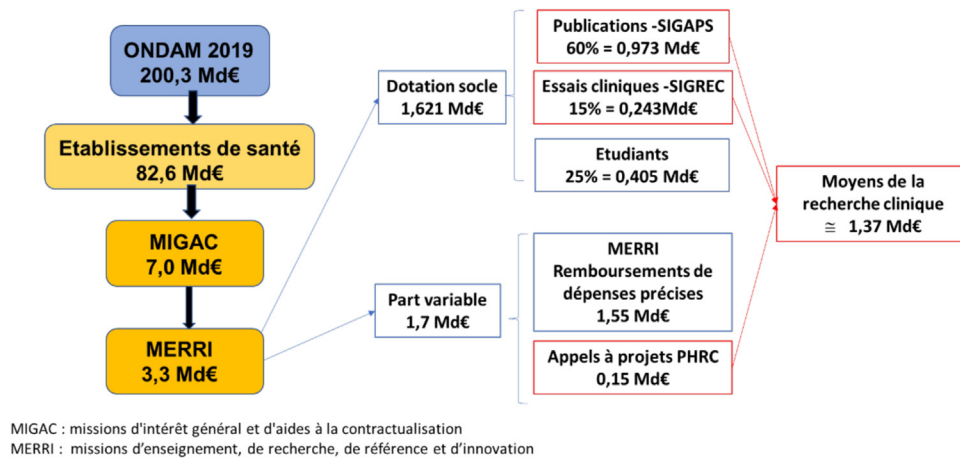 ONDAM 2019
200,3 Md€
Etablissements de santé
82,6 Md€
MIGAC
7,0 Md€
MERRI
3,3 Md€
Dotation socle
1,621 Md€
Part variable
1,7 Md€
Publications -SIGAPS
60% = 0,973 Md€
Essais cliniques -SIGREC
15% = 0,243Md€
Etudiants
25% = 0,405 Md€
MERRI
Remboursements de
dépenses précises
1,55 Md€
Appels à projets PHRC
0,15 Md€
Moyens de la
recherche clinique
≅ 1,37 Md€
MIGAC : missions d'intérêt général et d'aides à la contractualisation
MERRI : missions d’enseignement, de recherche, de référence et d’innovation